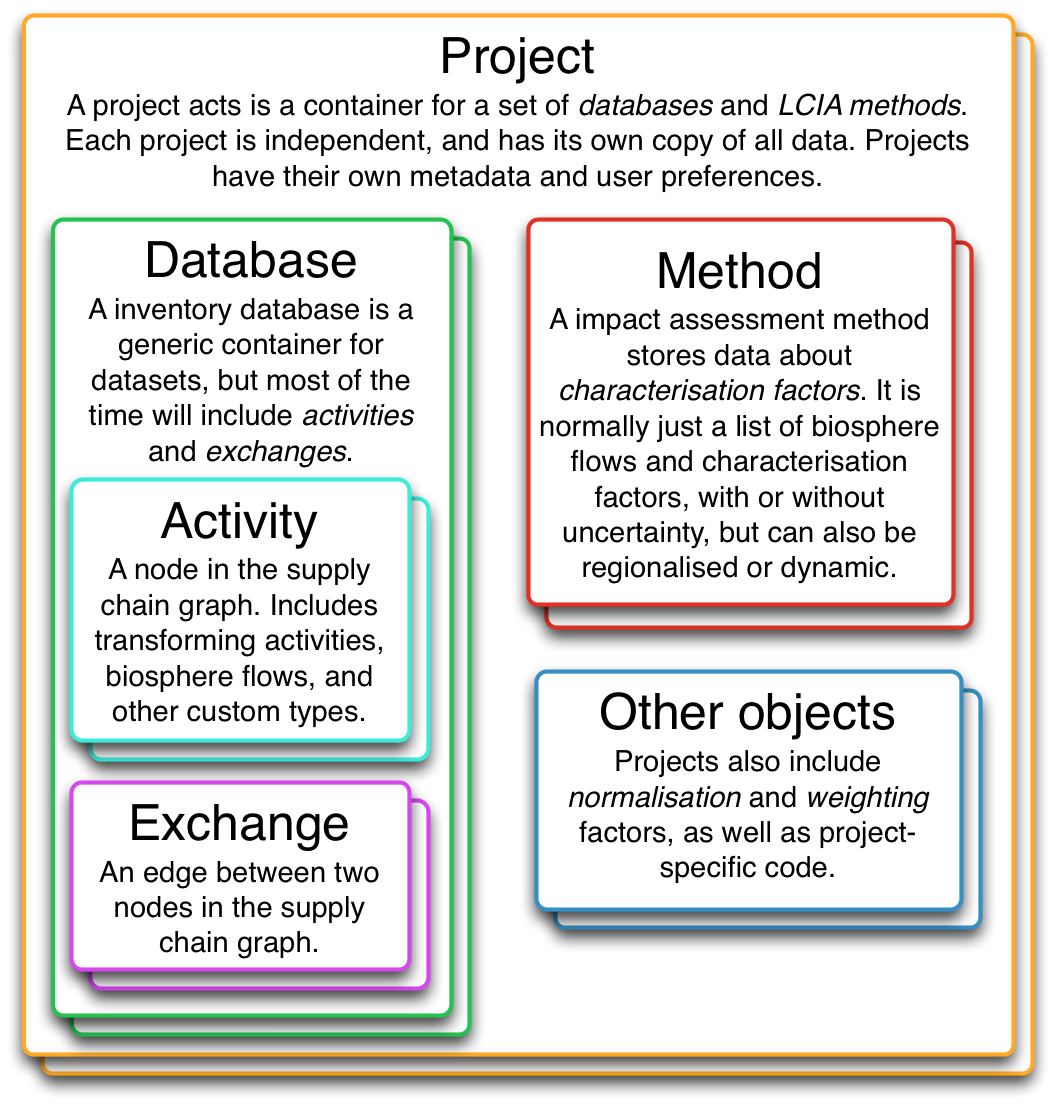 Project
A project acts is a container for a set of databases and LCIA methods.
Each project is independent, and has its own copy of all data. Projects
have their own metadata and user preferences.
Database
A inventory database is a
generic container for
datasets, but most of the
time will include activities
and exchanges.
Activity
A node in the supply
chain graph. Includes
transforming activities,
biosphere flows, and
other custom types.
Exchange
An edge between two
nodes in the supply
chain graph.
Method
A impact assessment method
stores data about
characterisation factors. It is
normally just a list of biosphere
flows and characterisation
factors, with or without
uncertainty, but can also be
regionalised or dynamic.
Other objects
Projects also include
normalisation and weighting
factors, as well as project-
specific code.